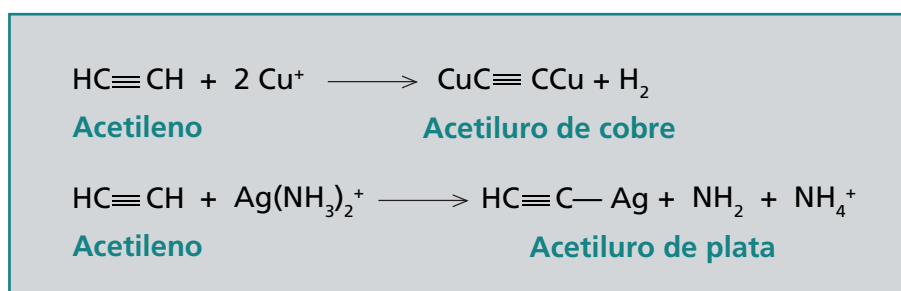 HC≡CH + 2 Cu⁺ ⟶ CuC≡ CCu + H₂
Acetileno Acetiluro de cobre
HC≡CH + Ag(NH₃)₂⁺ ⟶ HC≡C— Ag + NH₂ + NH₄⁺
Acetileno Acetiluro de plata